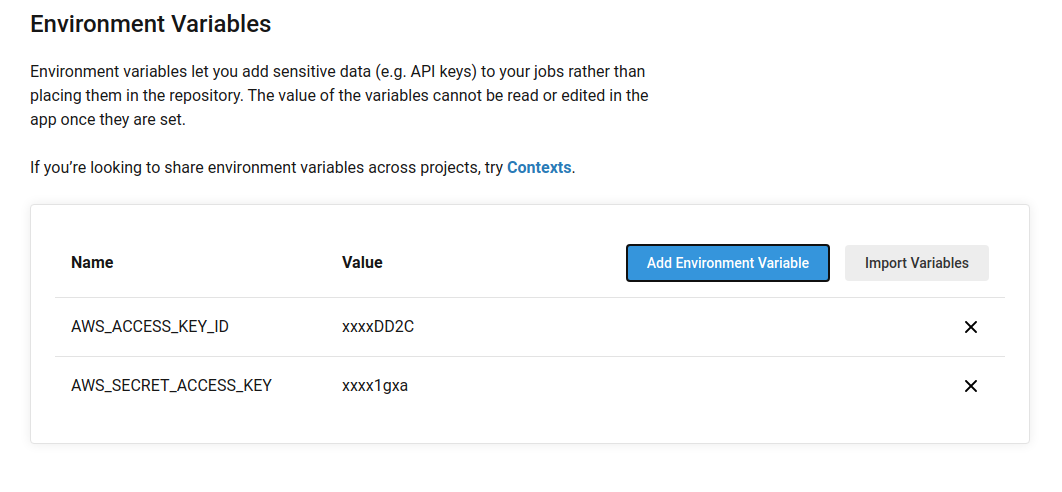 Environment Variables
Environment variables let you add sensitive data (e.g. API keys) to your jobs rather than
placing them in the repository. The value of the variables cannot be read or edited in the
app once they are set.
If you’re looking to share environment variables across projects, try Contexts.
Name Value Add Environment Variable Import Variables
AWS_ACCESS_KEY_ID xxxxDD2C
AWS_SECRET_ACCESS_KEY xxxx1gxa